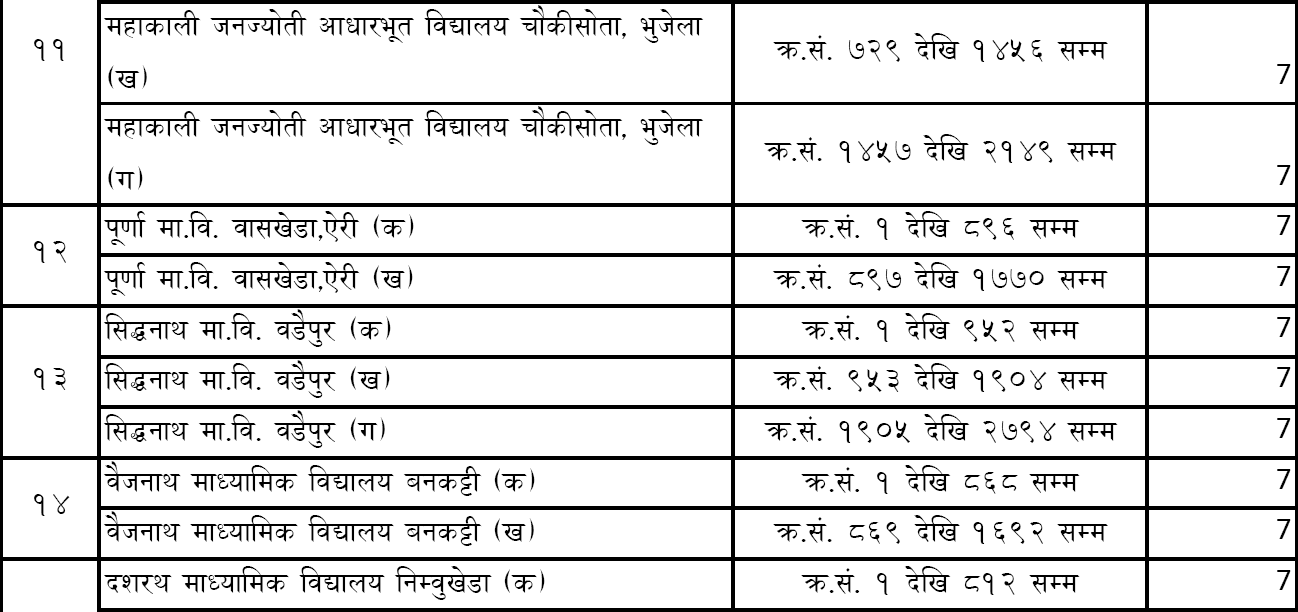 ११
महाकाली जनज्योती आधारभूत विद्यालय चौकीसोता, भुजेला
(ख)
क्र.सं. ७२९ देखि १४५६ सम्म
7
महाकाली जनज्योती आधारभूत विद्यालय चौकीसोता, भुजेला
(ग)
क्र.सं. १४५७ देखि २१४९ सम्म
7
१२
पूर्णा मा.वि. वासखेडा,ऐरी (क)
क्र.सं. १ देखि ८९६ सम्म
7
पूर्णा मा.वि. वासखेडा,ऐरी (ख)
क्र.सं. ८९७ देखि १७७० सम्म
7
१३
सिद्धनाथ मा.वि. वडैपुर (क)
क्र.सं. १ देखि ९५२ सम्म
7
सिद्धनाथ मा.वि. वडैपुर (ख)
क्र.सं. ९५३ देखि १९०४ सम्म
7
सिद्धनाथ मा.वि. वडैपुर (ग)
क्र.सं. १९०५ देखि २७९४ सम्म
7
१४
वैजनाथ माध्यामिक विद्यालय बनकट्टी (क)
क्र.सं. १ देखि ८६८ सम्म
7
वैजनाथ माध्यामिक विद्यालय बनकट्टी (ख)
क्र.सं. ८६९ देखि १६९२ सम्म
7
दशरथ माध्यामिक विद्यालय निम्वुखेडा (क)
क्र.सं. १ देखि ८१२ सम्म
7